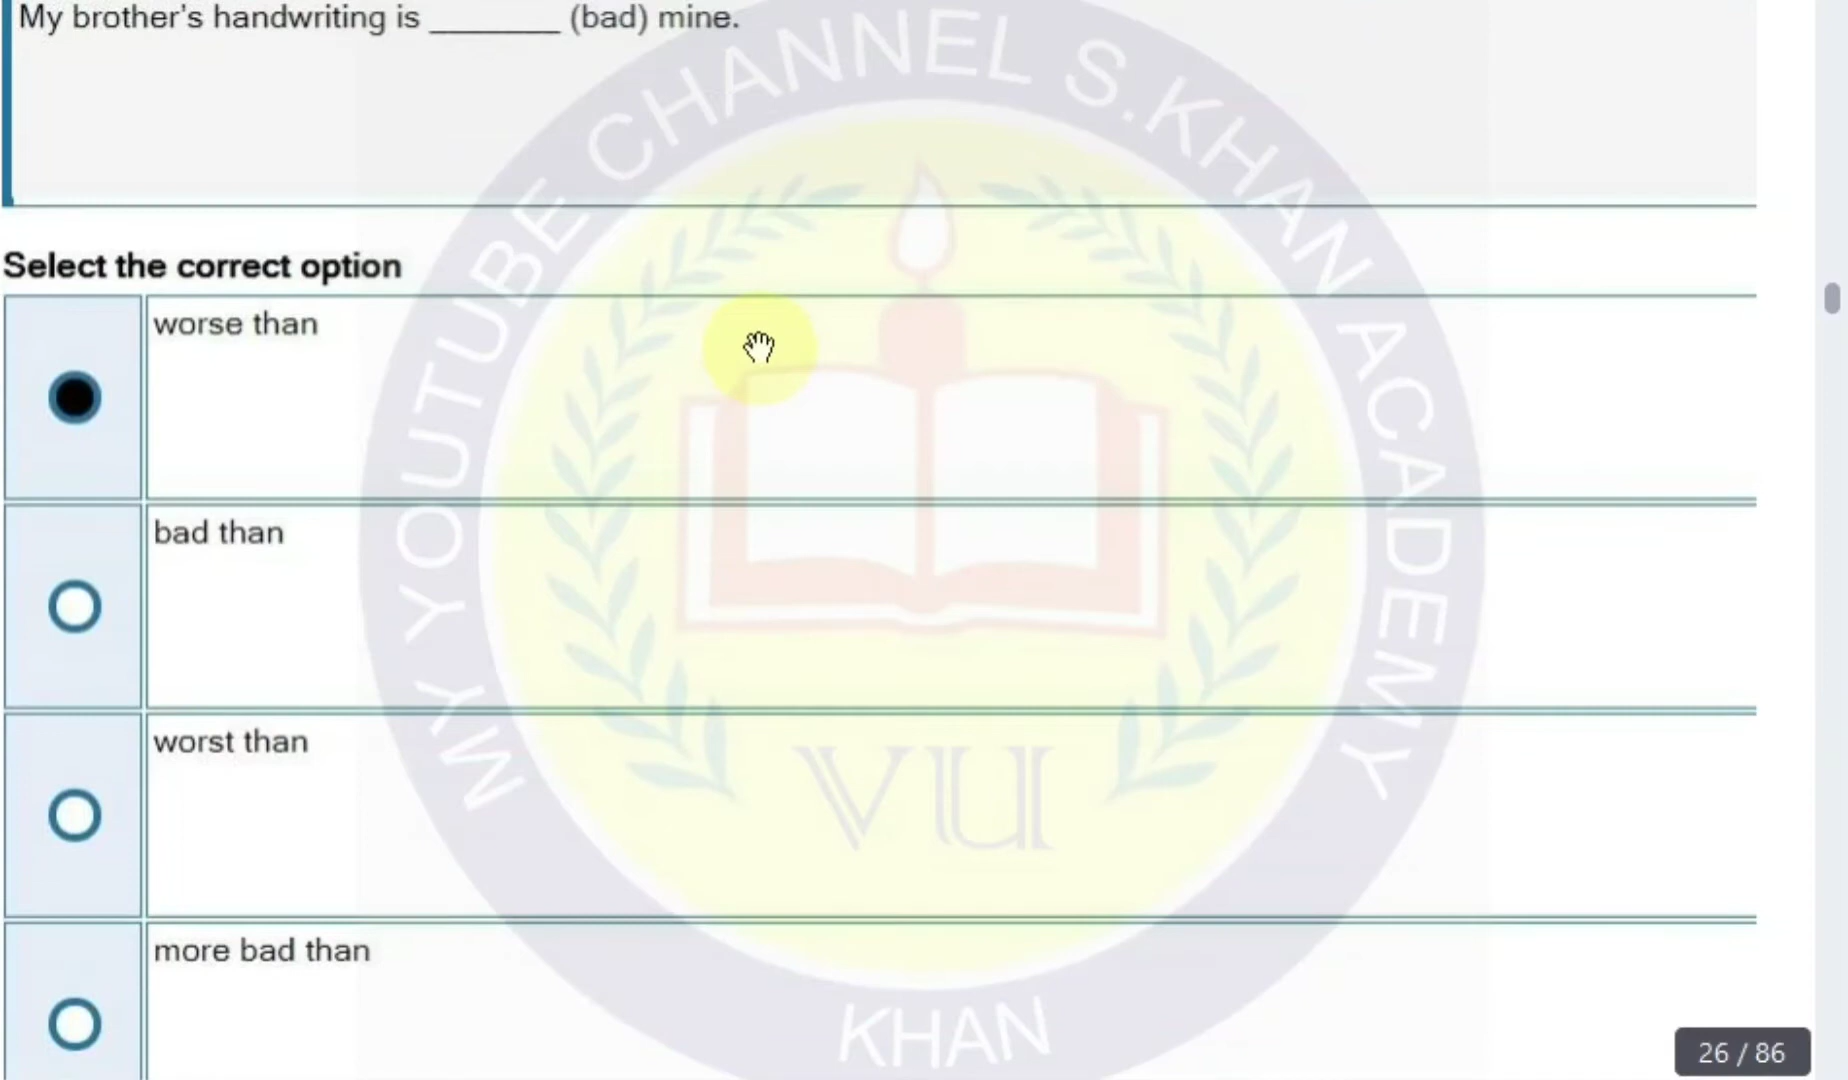 My brother's handwriting is ________ (bad) mine.
Select the correct option
worse than
bad than
worst than
more bad than
MY YOUTUBE CHANNEL S.KHAN ACADEMY
VU
KHAN
26 / 86